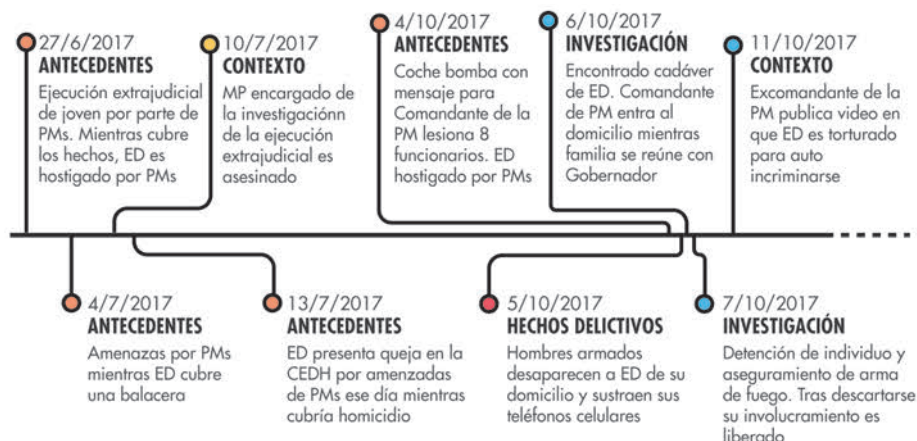 27/6/2017
ANTECEDENTES
Ejecución extrajudicial
de joven por parte de
PMs. Mientras cubre
los hechos, ED es
hostigado por PMs
10/7/2017
CONTEXTO
MP encargado de
la investigaciónn
de la ejecución
extrajudicial es
asesinado
4/10/2017
ANTECEDENTES
Coche bomba con
mensaje para
Comandante de la
PM lesiona 8
funcionarios. ED
hostigado por PMs
6/10/2017
INVESTIGACIÓN
Encontrado cadáver
de ED. Comandante
de PM entra al
domicilio mientras
familia se reúne con
Gobernador
11/10/2017
CONTEXTO
Excomandante de la
PM publica video en
que ED es torturado
para auto
incriminarse
4/7/2017
ANTECEDENTES
Amenazas por PMs
mientras ED cubre
una balacera
13/7/2017
ANTECEDENTES
ED presenta queja en la
CEDH por amenzadas
de PMs ese día mientras
cubría homicidio
5/10/2017
HECHOS DELICTIVOS
Hombres armados
desaparecen a ED de su
domicilio y sustraen sus
teléfonos celulares
7/10/2017
INVESTIGACIÓN
Detención de individuo y
aseguramiento de arma
de fuego. Tras descartarse
su involucramiento es
liberado